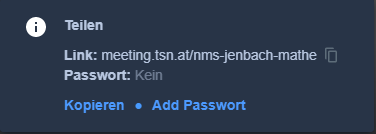 Teilen
Link: meeting.tsn.at/nms-jenbach-mathe
Passwort: Kein
Kopieren ● Add Passwort